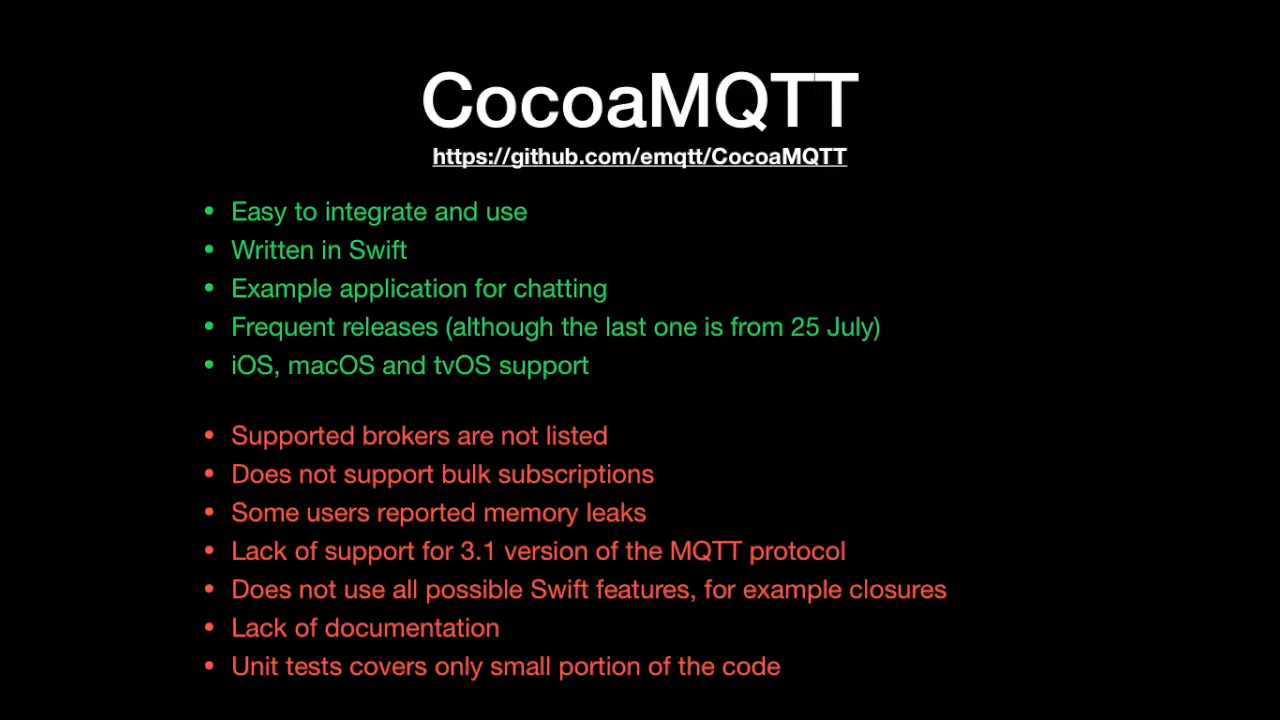 CocoaMQTT
https://github.com/emqtt/CocoaMQTT
• Easy to integrate and use
• Written in Swift
• Example application for chatting
• Frequent releases (although the last one is from 25 July)
• iOS, macOS and tvOS support
• Supported brokers are not listed
• Does not support bulk subscriptions
• Some users reported memory leaks
• Lack of support for 3.1 version of the MQTT protocol
• Does not use all possible Swift features, for example closures
• Lack of documentation
• Unit tests covers only small portion of the code